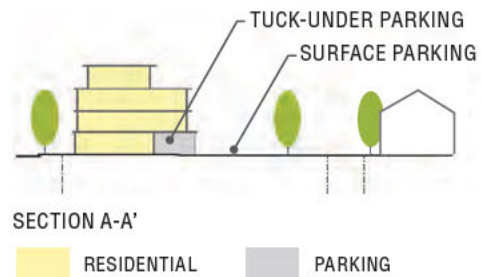 TUCK-UNDER PARKING
SURFACE PARKING
SECTION A-A'
RESIDENTIAL
PARKING